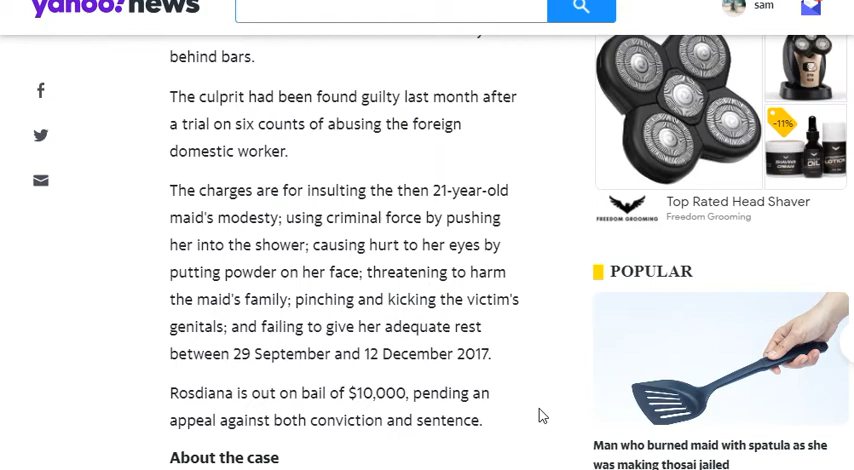 yahoo!news
sam
behind bars.
The culprit had been found guilty last month after
a trial on six counts of abusing the foreign
domestic worker.
The charges are for insulting the then 21-year-old
maid's modesty; using criminal force by pushing
her into the shower; causing hurt to her eyes by
putting powder on her face; threatening to harm
the maid's family; pinching and kicking the victim's
genitals; and failing to give her adequate rest
between 29 September and 12 December 2017.
Rosdiana is out on bail of $10,000, pending an
appeal against both conviction and sentence.
About the case
-11%
SHAVING
CREAM
OIL
LOTION
FREEDOM GROOMING
Top Rated Head Shaver
Freedom Grooming
POPULAR
Man who burned maid with spatula as she
was making thosai jailed